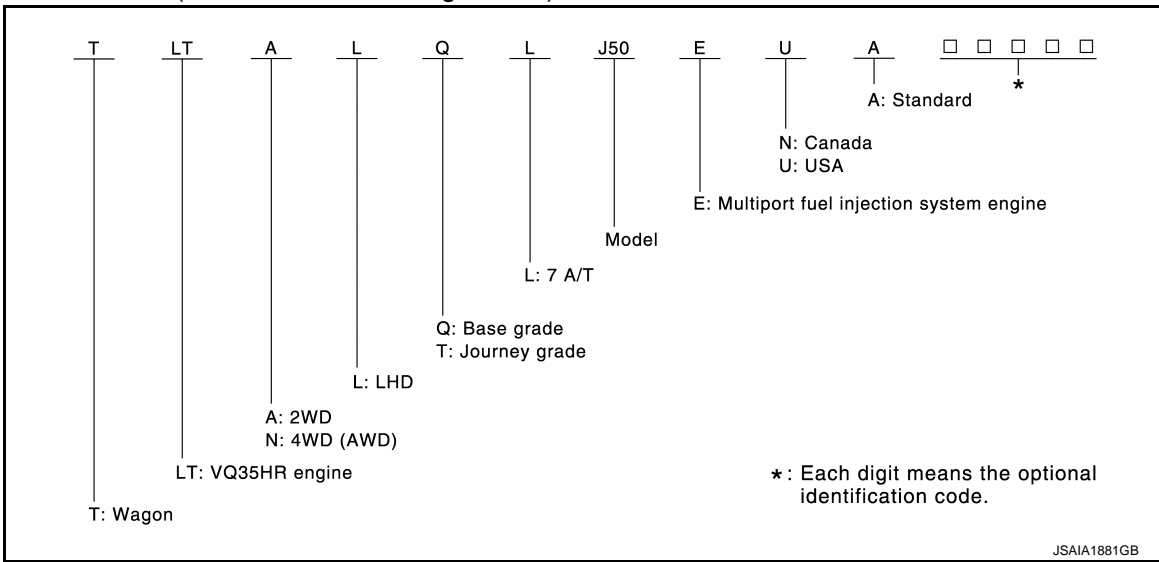 T LT A L Q L J50 E U A □ □ □ □ □
*
A: Standard
N: Canada
U: USA
E: Multiport fuel injection system engine
Model
L: 7 A/T
Q: Base grade
T: Journey grade
L: LHD
A: 2WD
N: 4WD (AWD)
LT: VQ35HR engine
*: Each digit means the optional
identification code.
T: Wagon
JSAIA1881GB